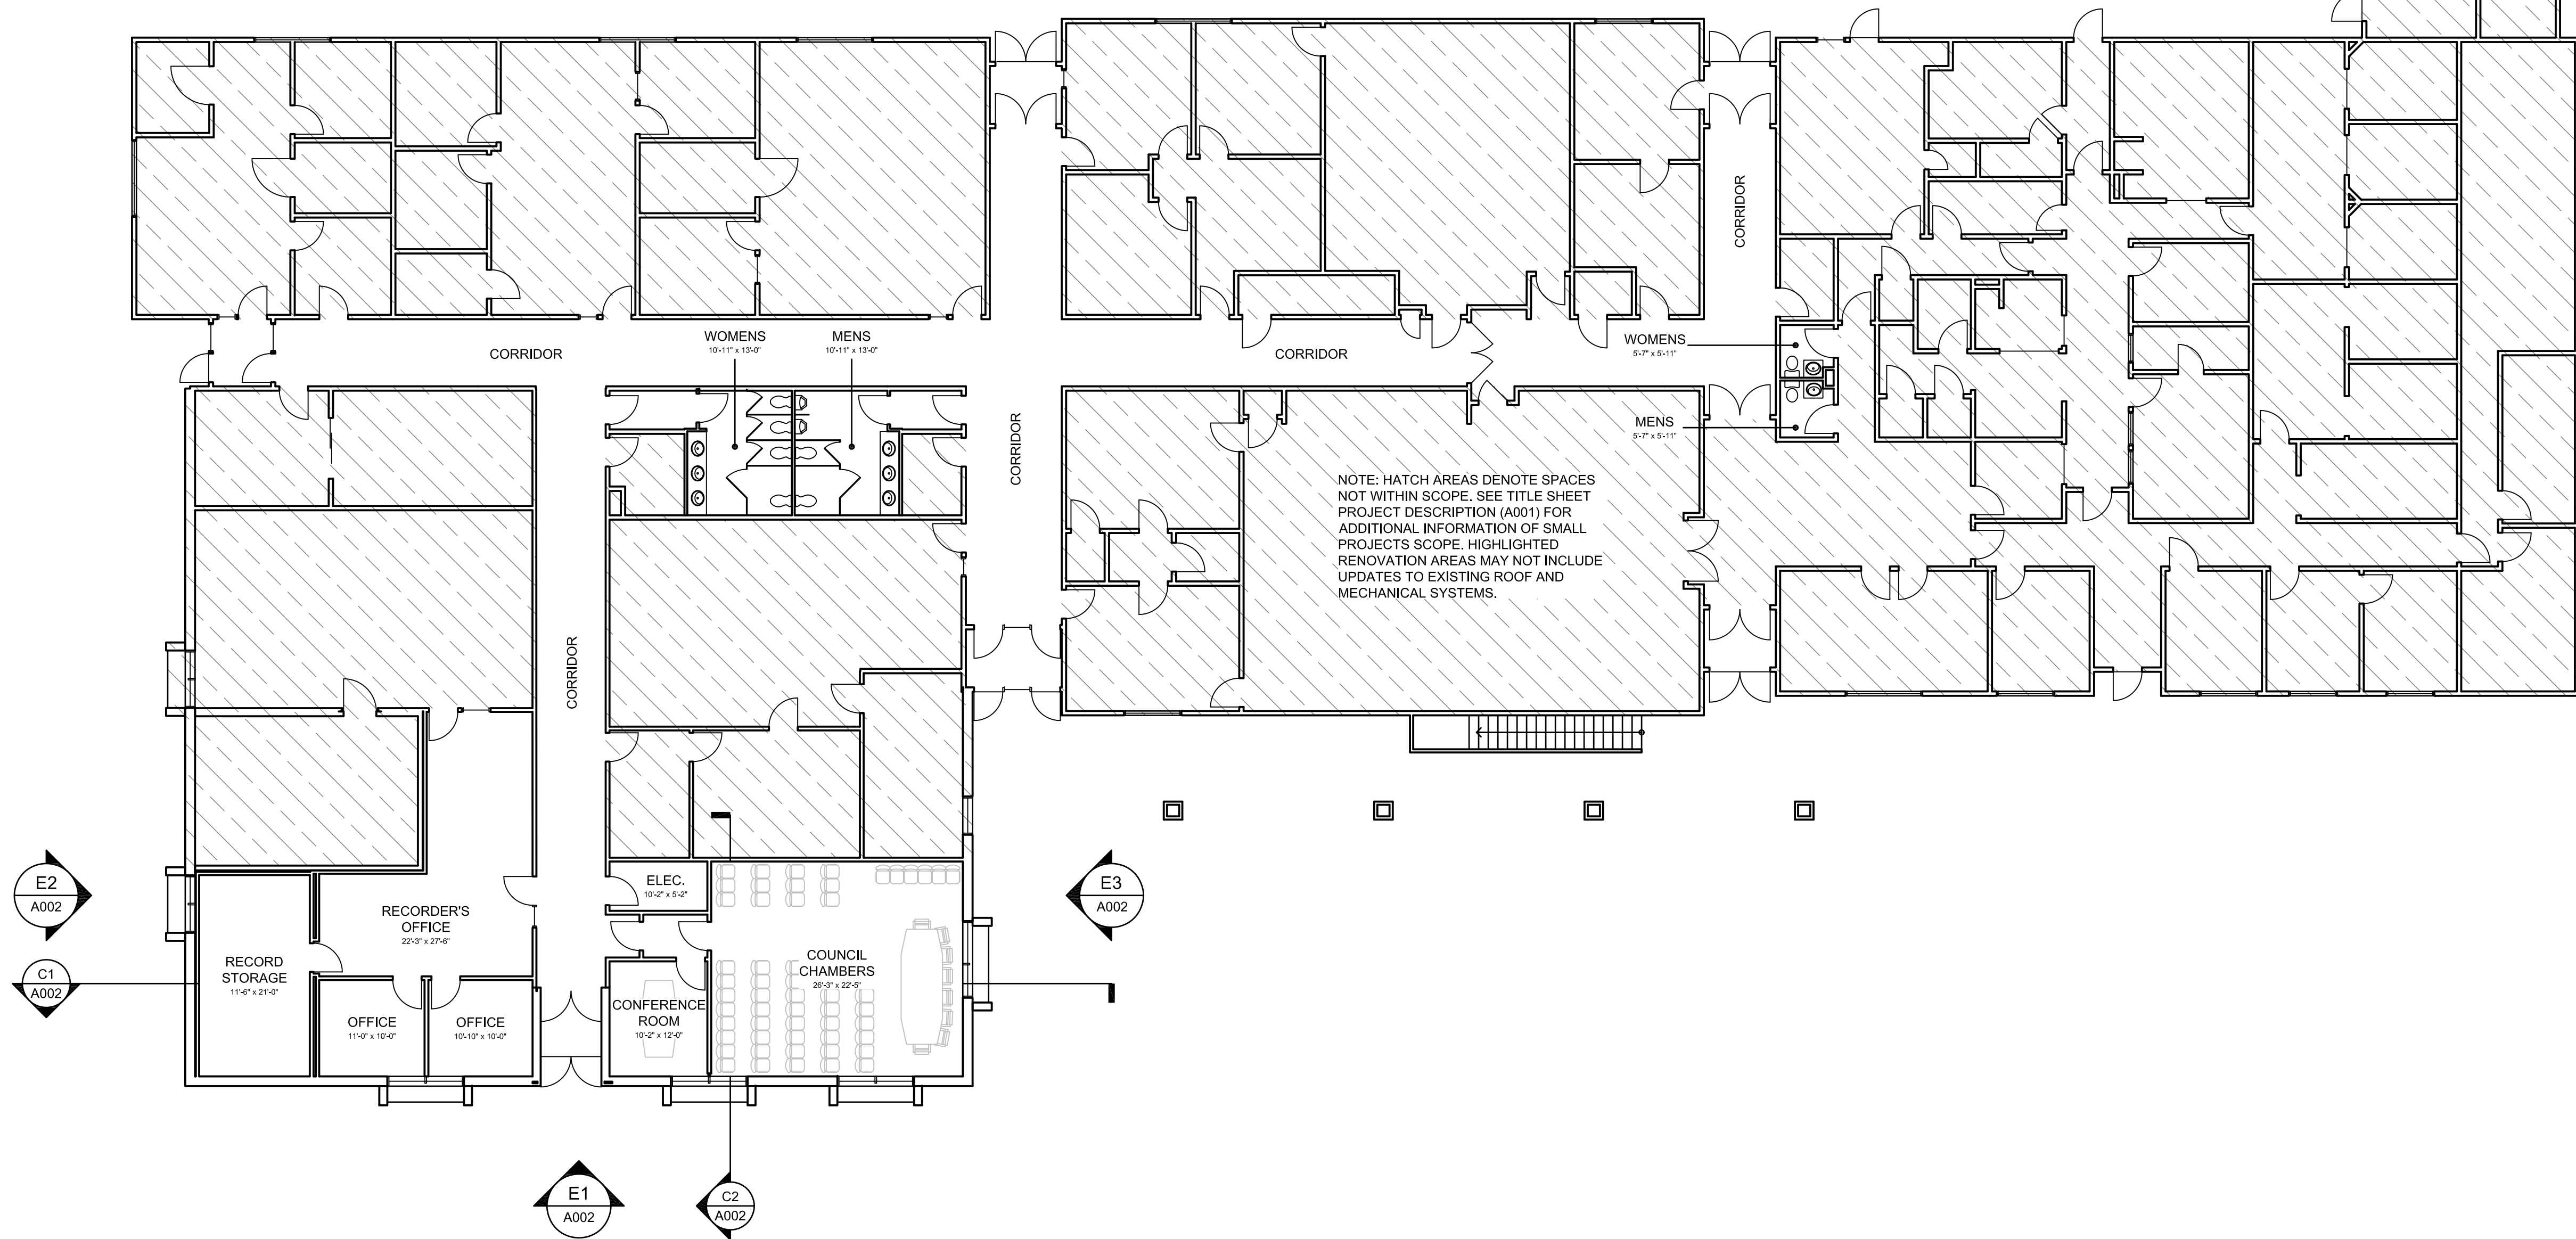 CORRIDOR
WOMENS
10'-11" x 13'-0"
MENS
10'-11" x 13'-0"
CORRIDOR
WOMENS
5'-7" x 5'-11"
CORRIDOR
MENS
5'-7" x 5'-11"
CORRIDOR
NOTE: HATCH AREAS DENOTE SPACES
NOT WITHIN SCOPE. SEE TITLE SHEET
PROJECT DESCRIPTION (A001) FOR
ADDITIONAL INFORMATION OF SMALL
PROJECTS SCOPE. HIGHLIGHTED
RENOVATION AREAS MAY NOT INCLUDE
UPDATES TO EXISTING ROOF AND
MECHANICAL SYSTEMS.
CORRIDOR
E2
A002
RECORDER'S
OFFICE
22'-3" x 27'-6"
ELEC.
10'-2" x 5'-2"
E3
A002
C1
A002
RECORD
STORAGE
11'-6" x 21'-0"
COUNCIL
CHAMBERS
26'-3" x 22'-5"
OFFICE
11'-0" x 10'-0"
OFFICE
10'-10" x 10'-0"
CONFERENCE
ROOM
10'-2" x 12'-0"
E1
A002
C2
A002